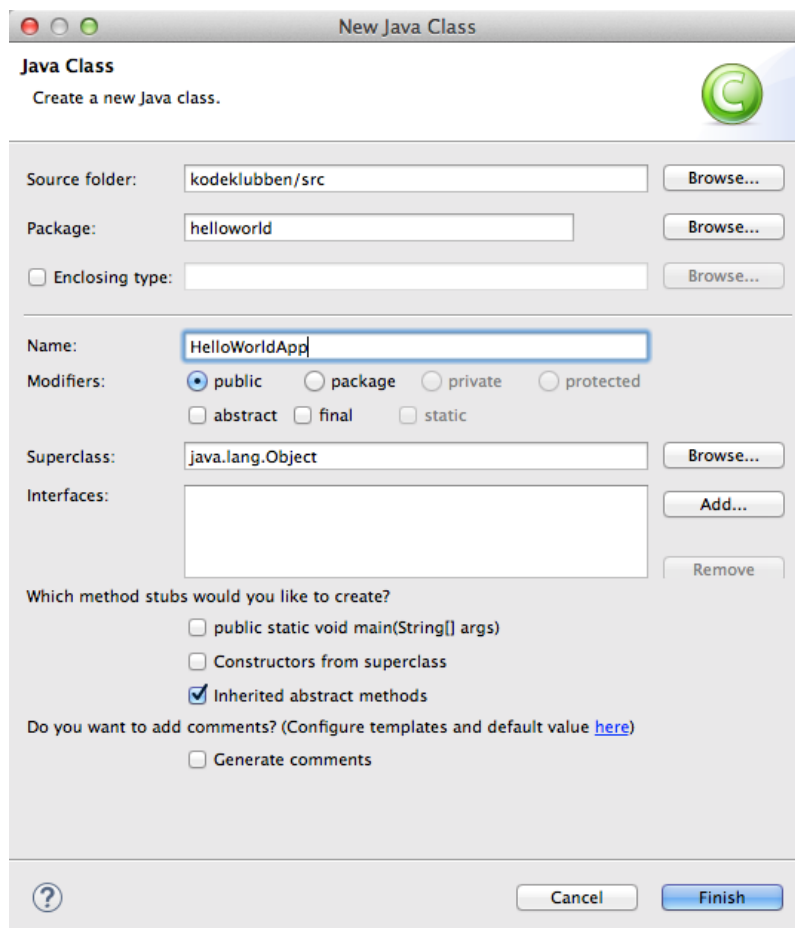 New Java Class
Java Class
Create a new Java class.
C
Source folder: kodeklubben/src Browse...
Package: helloworld Browse...
Enclosing type: Browse...
Name: HelloWorldApp
Modifiers: public package private protected
abstract final static
Superclass: java.lang.Object Browse...
Interfaces: Add...
Remove
Which method stubs would you like to create?
public static void main(String[] args)
Constructors from superclass
Inherited abstract methods
Do you want to add comments? (Configure templates and default value here)
Generate comments
? Cancel Finish